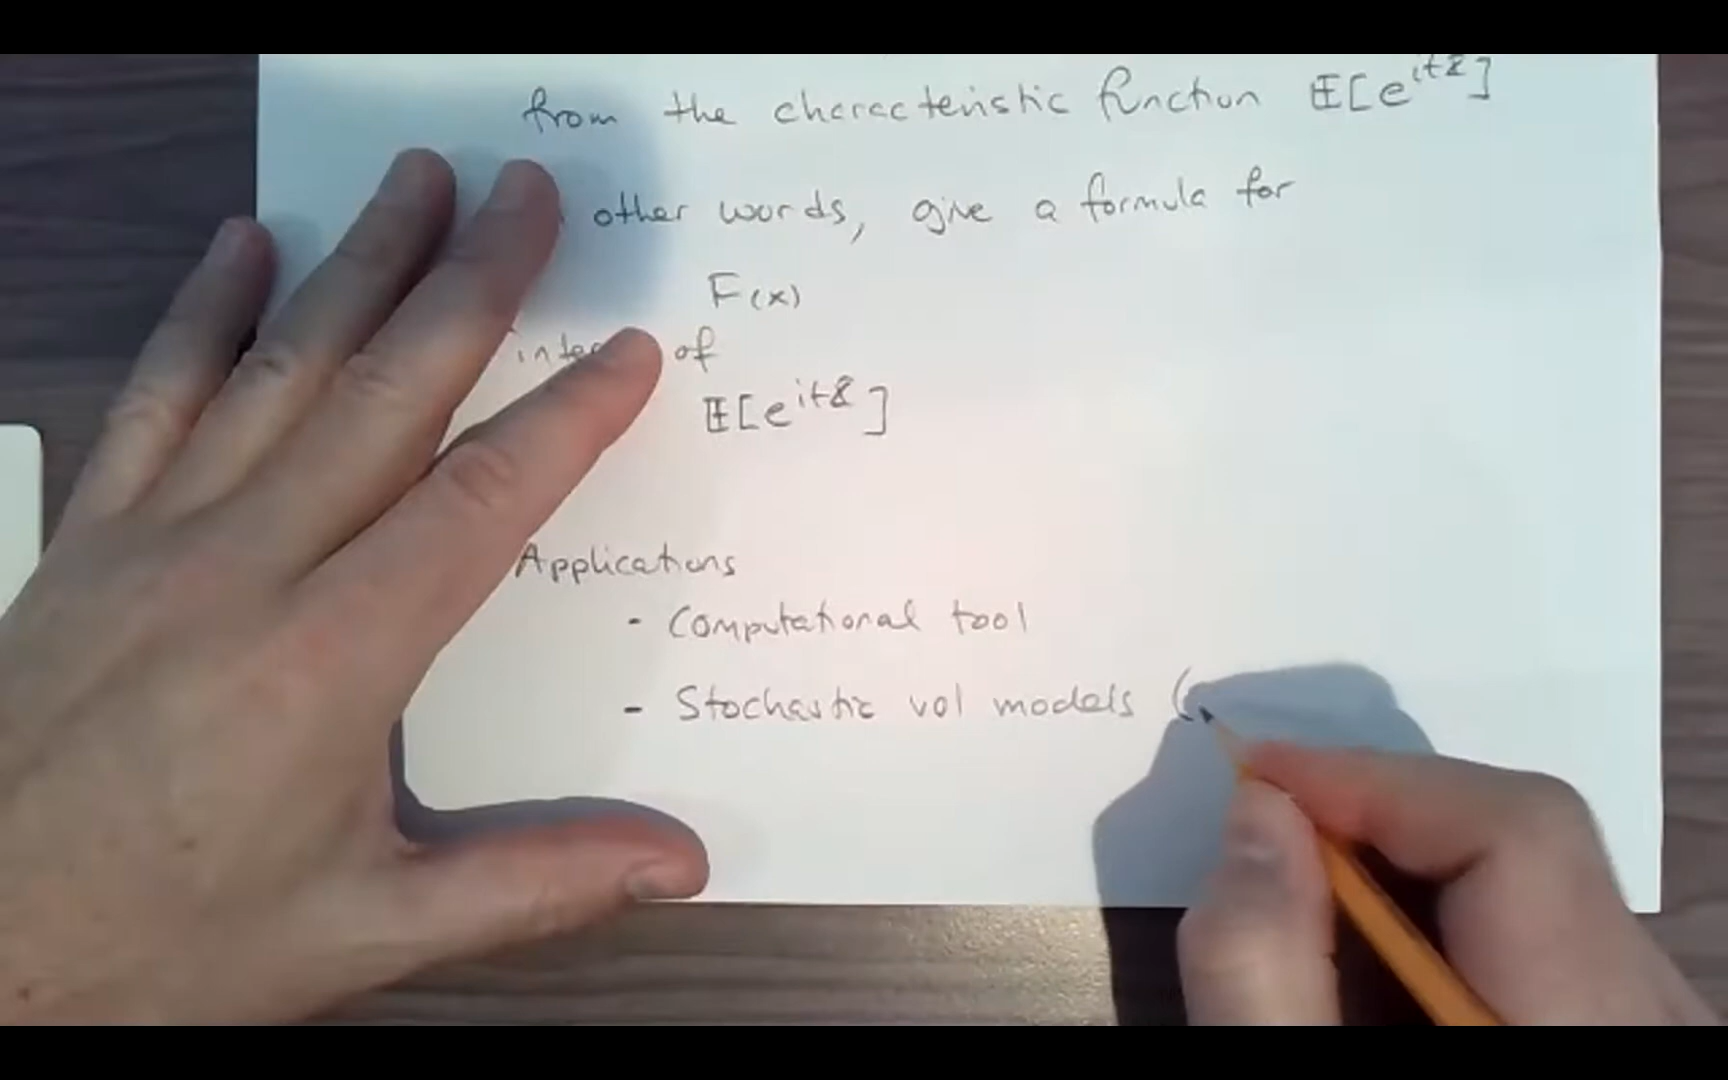 from the characteristic function 𝔼[e^{itX}]
other words, give a formula for
F(x)
of
𝔼[e^{itX}]
Applications
- Computational tool
- Stochastic vol models (